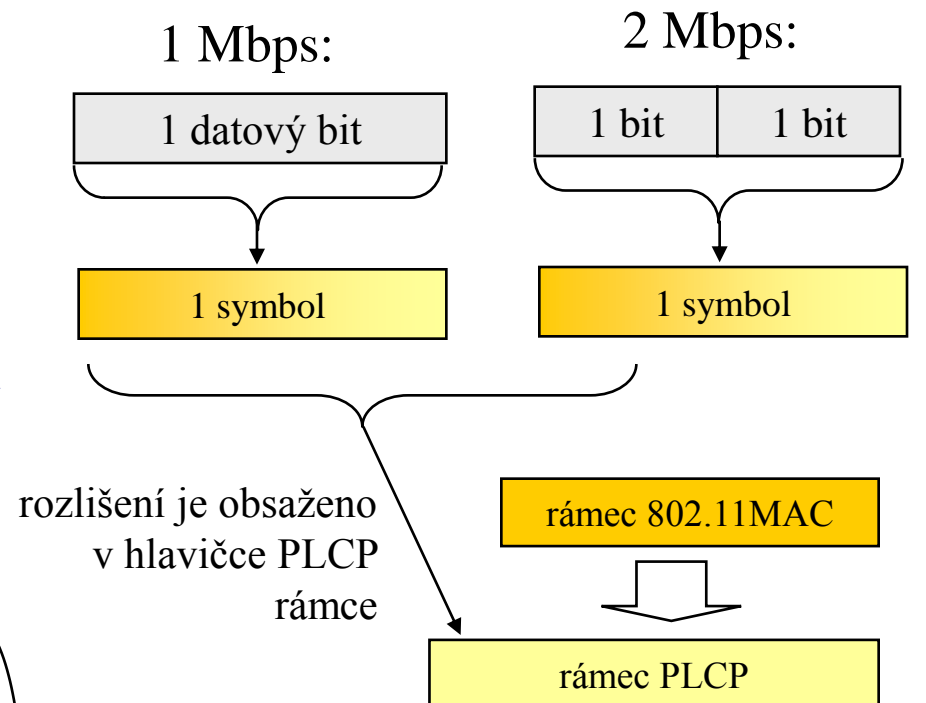 1 Mbps:
2 Mbps:
1 datový bit
1 bit
1 bit
1 symbol
1 symbol
rozlišení je obsaženo
v hlavičce PLCP
rámce
rámec 802.11MAC
rámec PLCP